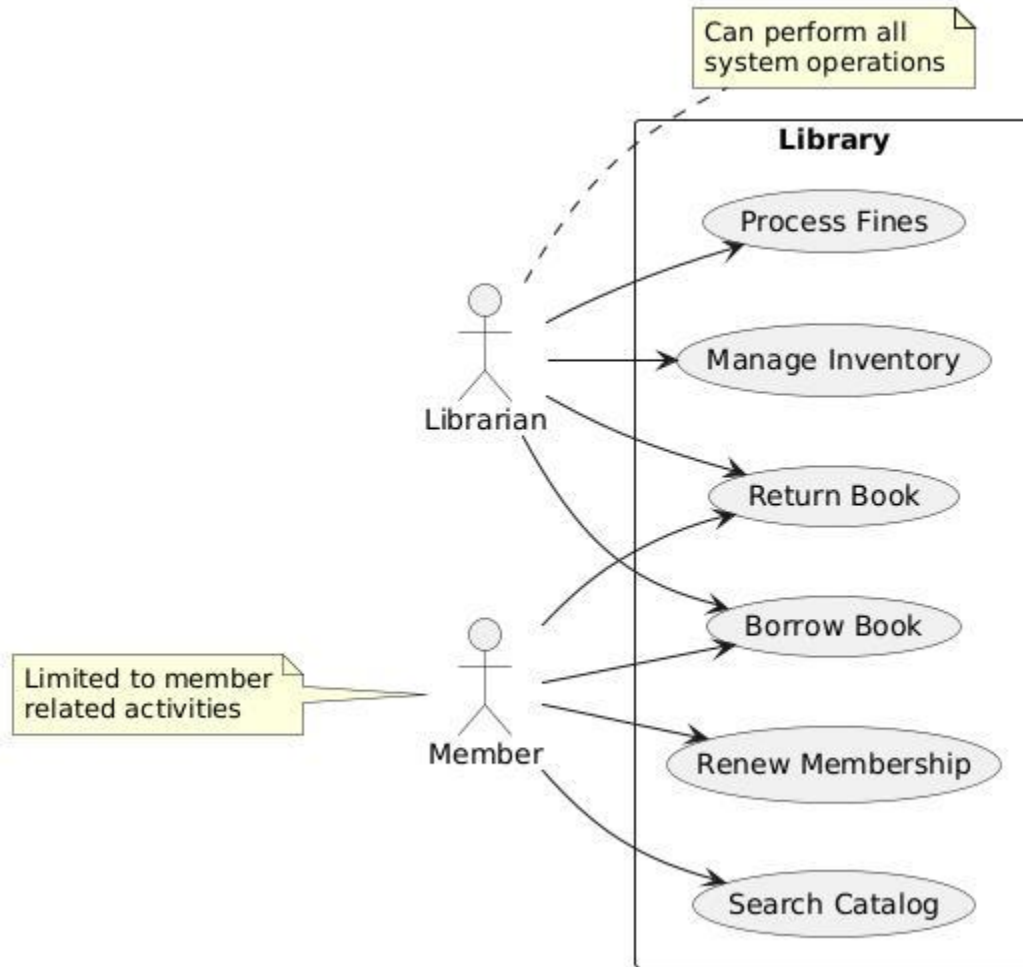 Can perform all
system operations
Library
Process Fines
Manage Inventory
Librarian
Return Book
Borrow Book
Limited to member
related activities
Member
Renew Membership
Search Catalog